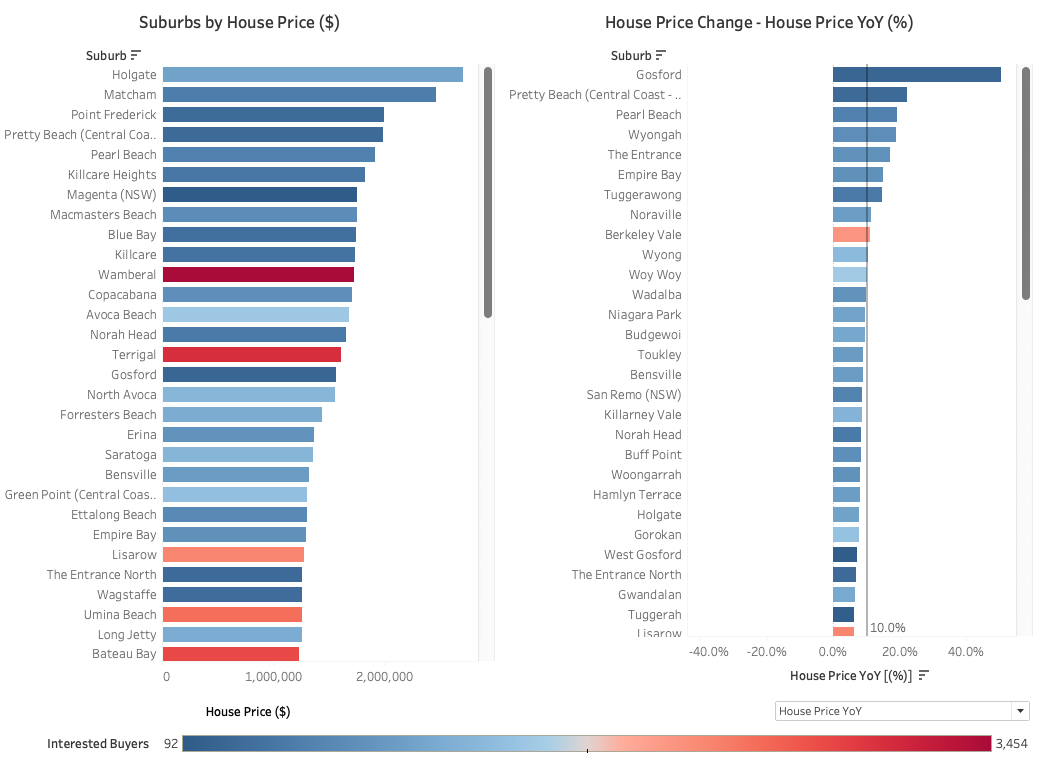 Suburbs by House Price ($)
Suburb
Holgate
Matcham
Point Frederick
Pretty Beach (Central Coa..
Pearl Beach
Killcare Heights
Magenta (NSW)
Macmasters Beach
Blue Bay
Killcare
Wamberal
Copacabana
Avoca Beach
Norah Head
Terrigal
Gosford
North Avoca
Forresters Beach
Erina
Saratoga
Bensville
Green Point (Central Coas..
Ettalong Beach
Empire Bay
Lisarow
The Entrance North
Wagstaffe
Umina Beach
Long Jetty
Bateau Bay
0 1,000,000 2,000,000
House Price ($)
House Price Change - House Price YoY (%)
Suburb
Gosford
Pretty Beach (Central Coast - ..
Pearl Beach
Wyongah
The Entrance
Empire Bay
Tuggerawong
Noraville
Berkeley Vale
Wyong
Woy Woy
Wadalba
Niagara Park
Budgewoi
Toukley
Bensville
San Remo (NSW)
Killarney Vale
Norah Head
Buff Point
Woongarrah
Hamlyn Terrace
Holgate
Gorokan
West Gosford
The Entrance North
Gwandalan
Tuggerah
Lisarow
10.0%
-40.0% -20.0% 0.0% 20.0% 40.0%
House Price YoY [(%)]
House Price YoY
Interested Buyers 92 3,454